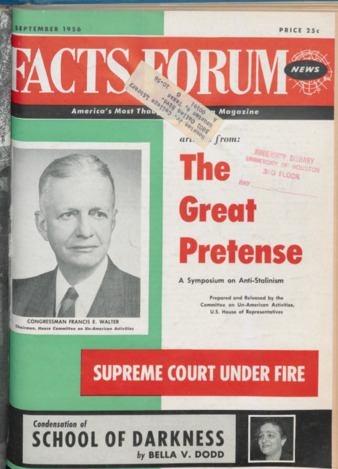 SEPTEMBER 1956
PRICE 25c
FACTS FORUM
NEWS
America's Most
Magazine
from:
The
Great
Pretense
A Symposium on Anti-Stalinism
Prepared and Released by the
Committee on Un-American Activities,
U.S. House of Representatives
UNIVERSITY LIBRARY
UNIVERSITY OF HOUSTON
3RD FLOOR
CONGRESSMAN FRANCIS E. WALTER
Chairman, House Committee on Un-American Activities
SUPREME COURT UNDER FIRE
Condensation of
SCHOOL OF DARKNESS
by BELLA V. DODD